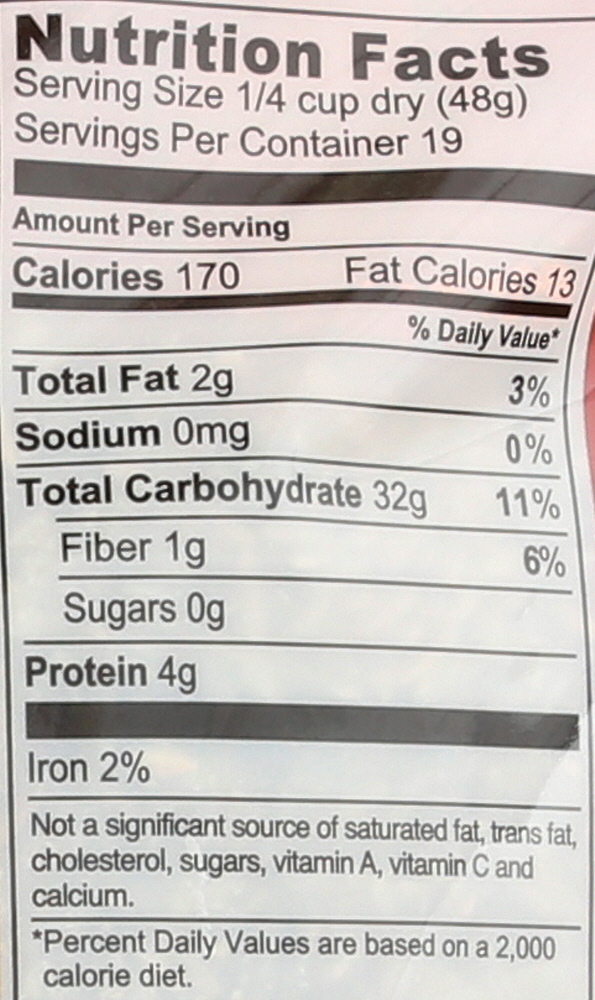 Nutrition Facts
Serving Size 1/4 cup dry (48g)
Servings Per Container 19
Amount Per Serving
Calories 170 Fat Calories 13
% Daily Value*
Total Fat 2g 3%
Sodium 0mg 0%
Total Carbohydrate 32g 11%
Fiber 1g 6%
Sugars 0g
Protein 4g
Iron 2%
Not a significant source of saturated fat, trans fat,
cholesterol, sugars, vitamin A, vitamin C and
calcium.
*Percent Daily Values are based on a 2,000
calorie diet.